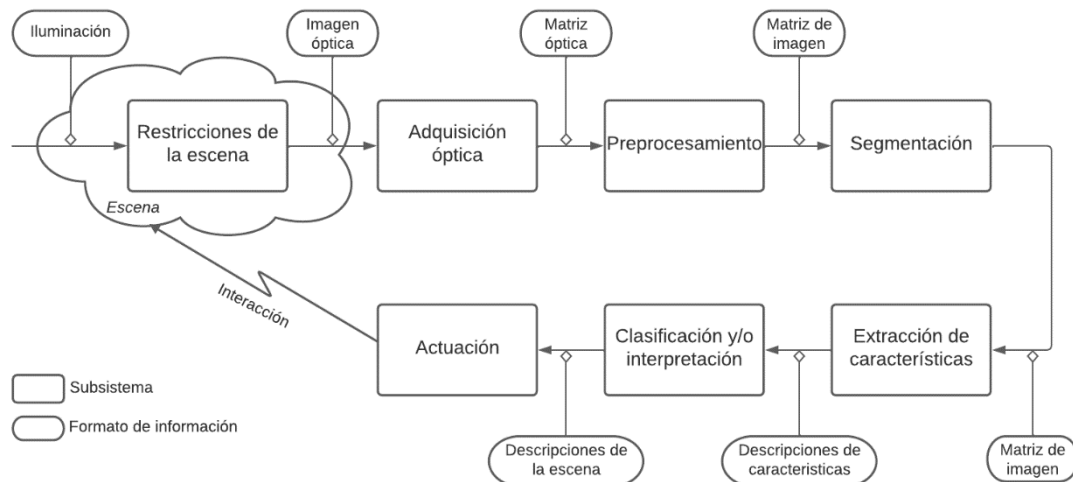 Iluminación
Imagen
óptica
Matriz
óptica
Matriz de
imagen
Restricciones de
la escena
Adquisición
óptica
Preprocesamiento
Segmentación
Escena
Interacción
Actuación
Clasificación y/o
interpretación
Extracción de
características
Subsistema
Formato de información
Descripciones de
la escena
Descripciones de
caracteristicas
Matriz de
imagen